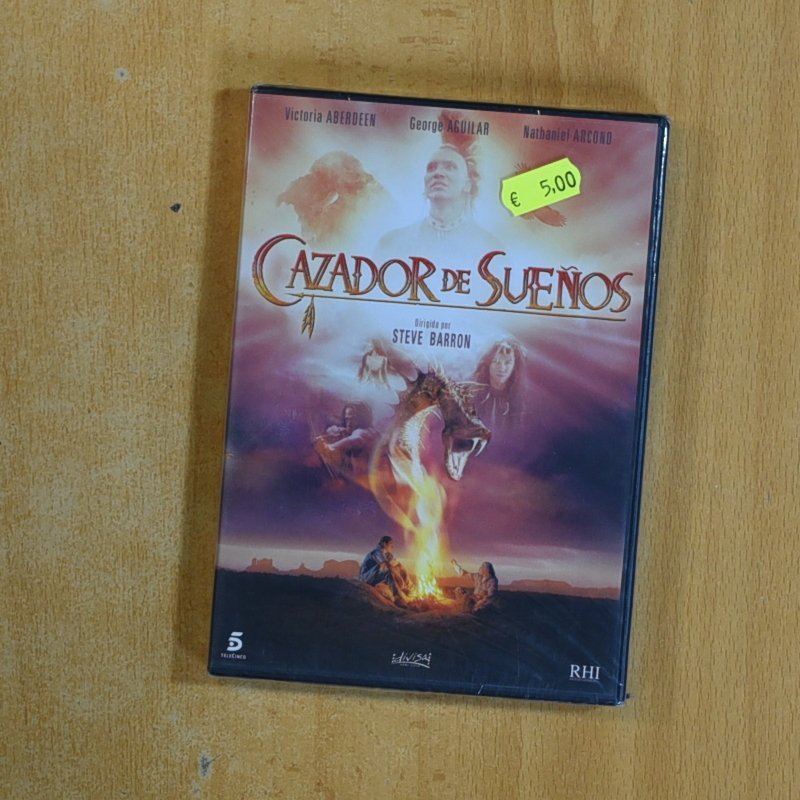 Victoria ABERDEEN George AGUILAR Nathaniel ARCOND
€ 5,00
CAZADOR DE SUEÑOS
Dirigida por
STEVE BARRON
5
TELECINCO
divisa
RHI